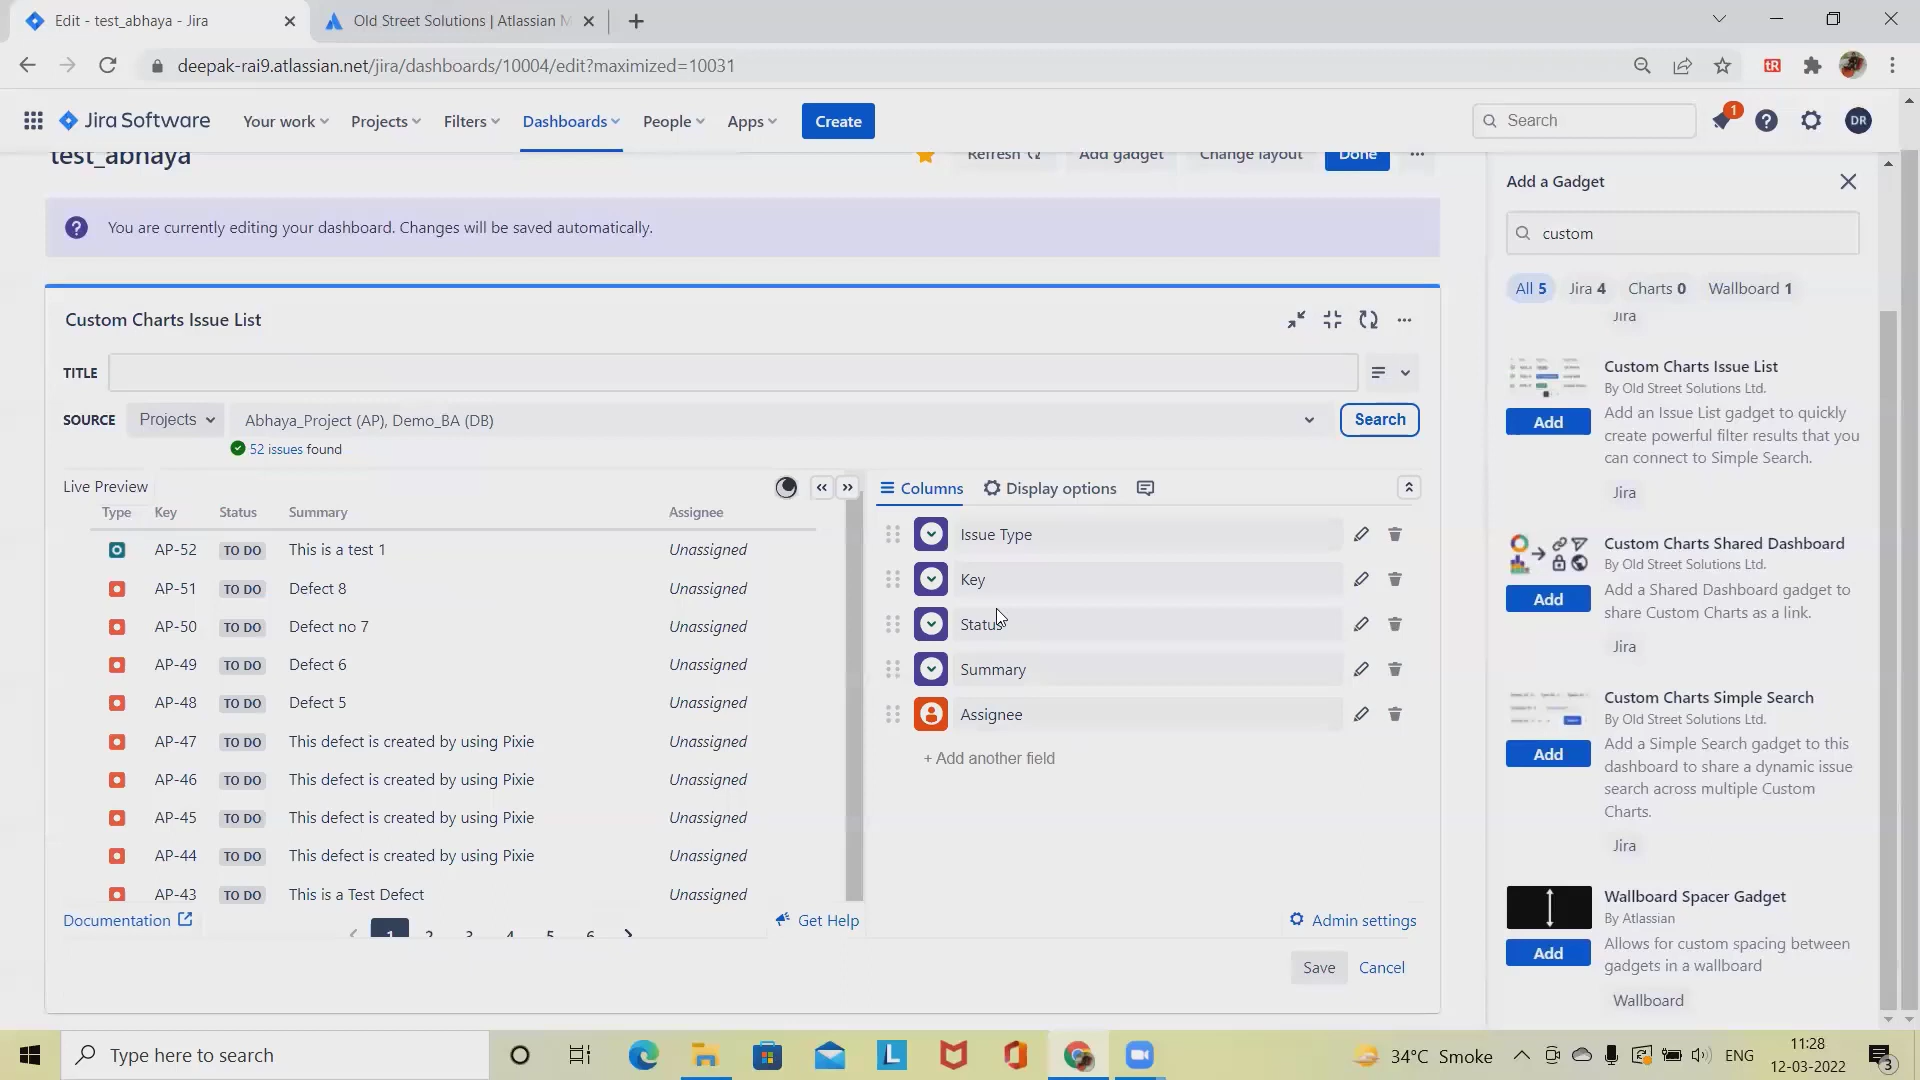 Edit - test_abhaya - Jira
Old Street Solutions | Atlassian M
deepak-rai9.atlassian.net/jira/dashboards/10004/edit?maximized=10031
Jira Software
Your work
Projects
Filters
Dashboards
People
Apps
Create
Search
1
DR
test_abhaya
Refresh
Add gadget
Change layout
Done
You are currently editing your dashboard. Changes will be saved automatically.
Custom Charts Issue List
TITLE
SOURCE
Projects
Abhaya_Project (AP), Demo_BA (DB)
Search
52 issues found
Live Preview
Type Key Status Summary Assignee
AP-52 TO DO This is a test 1 Unassigned
AP-51 TO DO Defect 8 Unassigned
AP-50 TO DO Defect no 7 Unassigned
AP-49 TO DO Defect 6 Unassigned
AP-48 TO DO Defect 5 Unassigned
AP-47 TO DO This defect is created by using Pixie Unassigned
AP-46 TO DO This defect is created by using Pixie Unassigned
AP-45 TO DO This defect is created by using Pixie Unassigned
AP-44 TO DO This defect is created by using Pixie Unassigned
AP-43 TO DO This is a Test Defect Unassigned
1 2 3 4 5 6
Documentation
Get Help
Columns
Display options
Issue Type
Key
Status
Summary
Assignee
+ Add another field
Admin settings
Save
Cancel
Add a Gadget
custom
All 5
Jira 4
Charts 0
Wallboard 1
Jira
Custom Charts Issue List
By Old Street Solutions Ltd.
Add
Add an Issue List gadget to quickly
create powerful filter results that you
can connect to Simple Search.
Jira
Custom Charts Shared Dashboard
By Old Street Solutions Ltd.
Add
Add a Shared Dashboard gadget to
share Custom Charts as a link.
Jira
Custom Charts Simple Search
By Old Street Solutions Ltd.
Add
Add a Simple Search gadget to this
dashboard to share a dynamic issue
search across multiple Custom
Charts.
Jira
Wallboard Spacer Gadget
By Atlassian
Add
Allows for custom spacing between
gadgets in a wallboard
Wallboard
Type here to search
34°C Smoke
ENG
11:28
12-03-2022
3